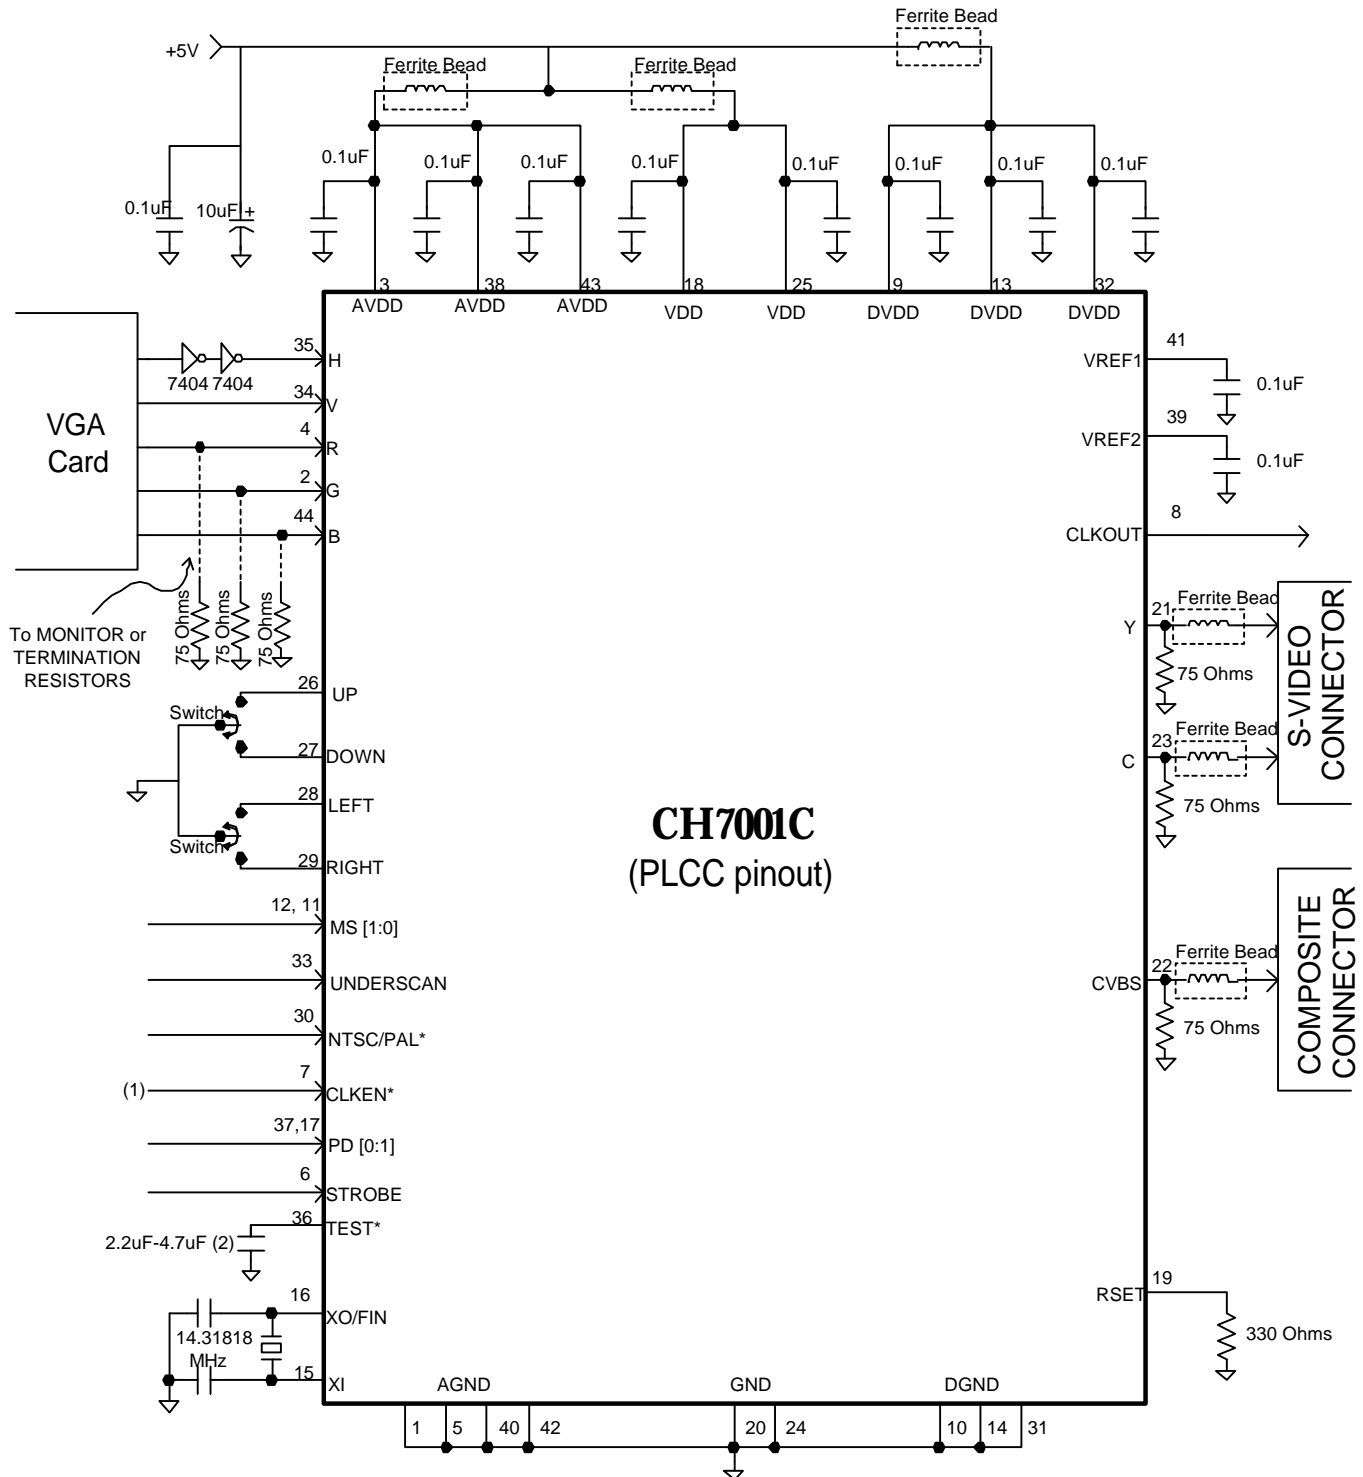 Ferrite Bead
+5V
Ferrite Bead
Ferrite Bead
0.1uF
0.1uF
0.1uF
0.1uF
0.1uF
0.1uF
0.1uF
0.1uF
0.1uF
10uF +
3
38
43
18
25
9
13
32
AVDD
AVDD
AVDD
VDD
VDD
DVDD
DVDD
DVDD
VGA
Card
7404 7404
35
H
34
V
4
R
2
G
44
B
75 Ohms
75 Ohms
75 Ohms
To MONITOR or
TERMINATION
RESISTORS
26
UP
Switch
27
DOWN
28
LEFT
Switch
29
RIGHT
12, 11
MS [1:0]
33
UNDERSCAN
30
NTSC/PAL*
7
(1)
CLKEN*
37,17
PD [0:1]
6
STROBE
36
TEST*
2.2uF-4.7uF (2)
16
XO/FIN
14.31818
MHz
15
XI
CH7001C
(PLCC pinout)
41
VREF1
0.1uF
39
VREF2
0.1uF
8
CLKOUT
Ferrite Bead
21
Y
75 Ohms
Ferrite Bead
23
C
75 Ohms
S-VIDEO
CONNECTOR
Ferrite Bead
22
CVBS
75 Ohms
COMPOSITE
CONNECTOR
19
RSET
330 Ohms
AGND
GND
DGND
1
5
40
42
20
24
10
14
31